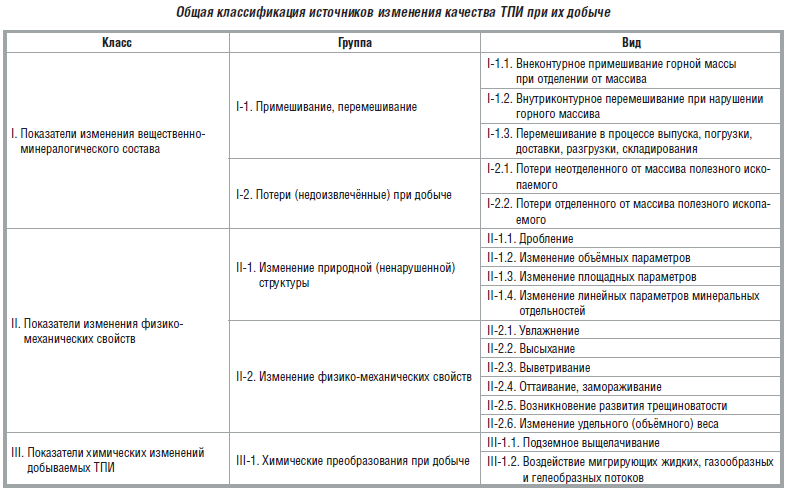 Общая классификация источников изменения качества ТПИ при их добыче
Класс
Группа
Вид
I. Показатели изменения вещественно-
минералогического состава
I-1. Примешивание, перемешивание
I-1.1. Внеконтурное примешивание горной массы
при отделении от массива
I-1.2. Внутриконтурное перемешивание при нарушении
горного массива
I-1.3. Перемешивание в процессе выпуска, погрузки,
доставки, разгрузки, складирования
I-2. Потери (недоизвлечённые) при добыче
I-2.1. Потери неотделенного от массива полезного иско-
паемого
I-2.2. Потери отделенного от массива полезного ископа-
емого
II. Показатели изменения физико-
механических свойств
II-1. Изменение природной (ненарушенной)
структуры
II-1.1. Дробление
II-1.2. Изменение объёмных параметров
II-1.3. Изменение площадных параметров
II-1.4. Изменение линейных параметров минеральных
отдельностей
II-2. Изменение физико-механических свойств
II-2.1. Увлажнение
II-2.2. Высыхание
II-2.3. Выветривание
II-2.4. Оттаивание, замораживание
II-2.5. Возникновение развития трещиноватости
II-2.6. Изменение удельного (объёмного) веса
III. Показатели химических изменений
добываемых ТПИ
III-1. Химические преобразования при добыче
III-1.1. Подземное выщелачивание
III-1.2. Воздействие мигрирующих жидких, газообразных
и гелеобразных потоков